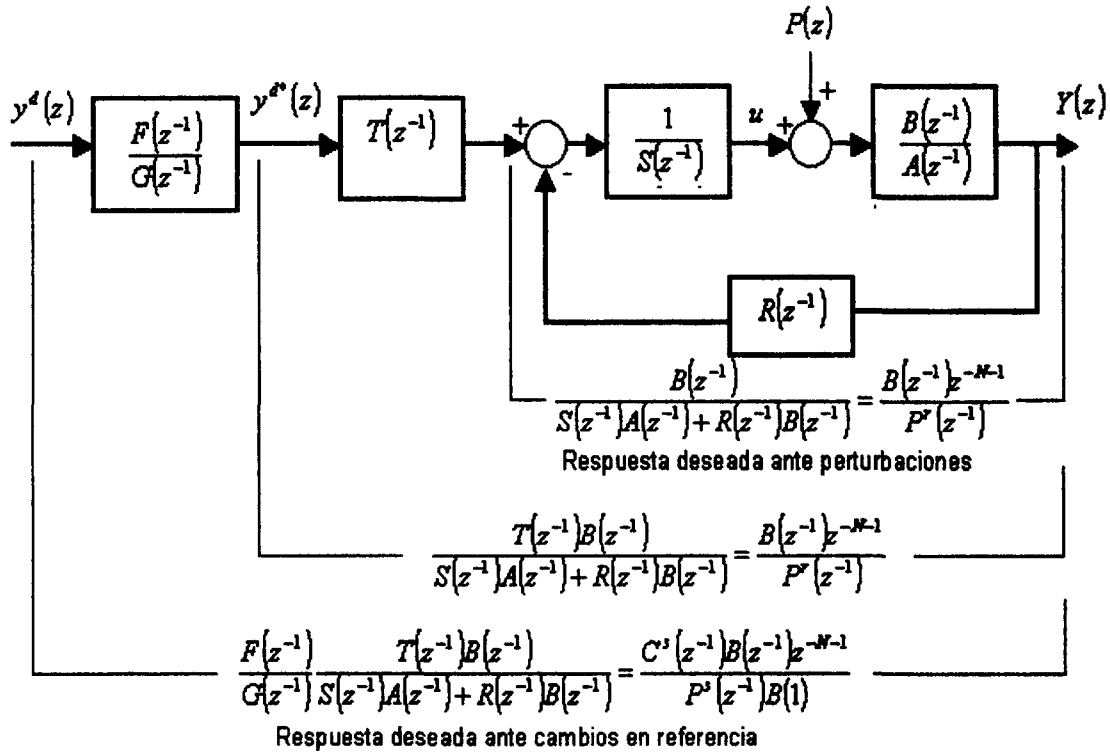 P(z)
y^d(z)
F(z^{-1}) / G(z^{-1})
y^{d*}(z)
T(z^{-1})
+
-
1 / S(z^{-1})
u
+
+
B(z^{-1}) / A(z^{-1})
Y(z)
R(z^{-1})
B(z^{-1}) / (S(z^{-1})A(z^{-1}) + R(z^{-1})B(z^{-1})) = B(z^{-1})z^{-N-1} / P^r(z^{-1})
Respuesta deseada ante perturbaciones
T(z^{-1})B(z^{-1}) / (S(z^{-1})A(z^{-1}) + R(z^{-1})B(z^{-1})) = B(z^{-1})z^{-N-1} / P^r(z^{-1})
F(z^{-1}) / G(z^{-1}) T(z^{-1})B(z^{-1}) / (S(z^{-1})A(z^{-1}) + R(z^{-1})B(z^{-1})) = C^s(z^{-1})B(z^{-1})z^{-N-1} / (P^s(z^{-1})B(1))
Respuesta deseada ante cambios en referencia